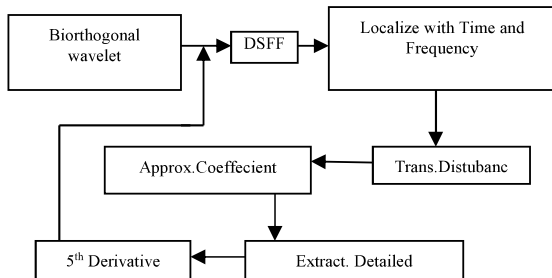 Biorthogonal
wavelet
DSFF
Localize with Time and
Frequency
Trans.Distubanc
Approx.Coeffecient
Extract. Detailed
5th Derivative